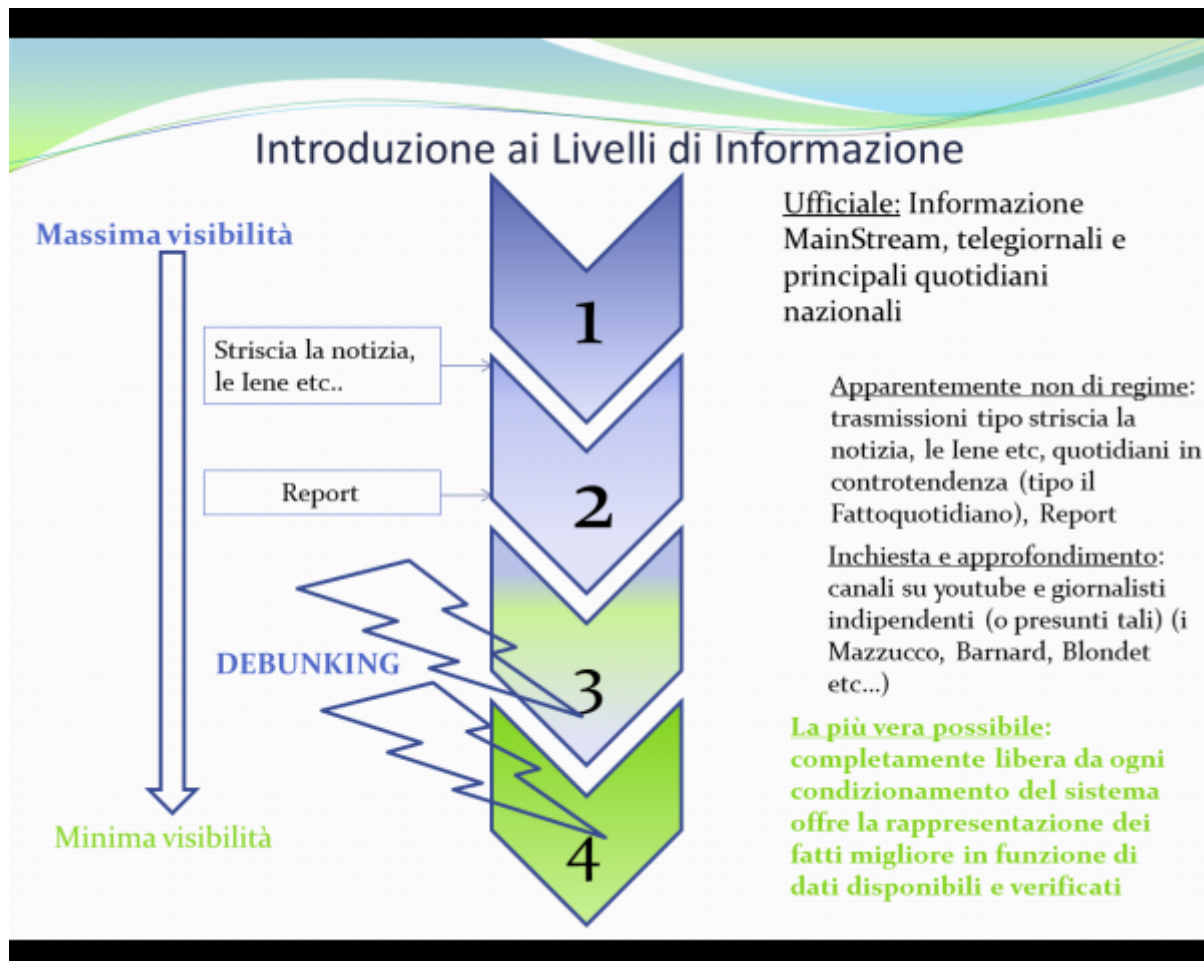 Introduzione ai Livelli di Informazione
Massima visibilità
Striscia la notizia,
le Iene etc..
Report
DEBUNKING
Minima visibilità
1
2
3
4
Ufficiale: Informazione
MainStream, telegiornali e
principali quotidiani
nazionali
Apparentemente non di regime:
trasmissioni tipo striscia la
notizia, le Iene etc, quotidiani in
controtendenza (tipo il
Fattoquotidiano), Report
Inchiesta e approfondimento:
canali su youtube e giornalisti
indipendenti (o presunti tali) (i
Mazzucco, Barnard, Blondet
etc...)
La più vera possibile:
completamente libera da ogni
condizionamento del sistema
offre la rappresentazione dei
fatti migliore in funzione di
dati disponibili e verificati